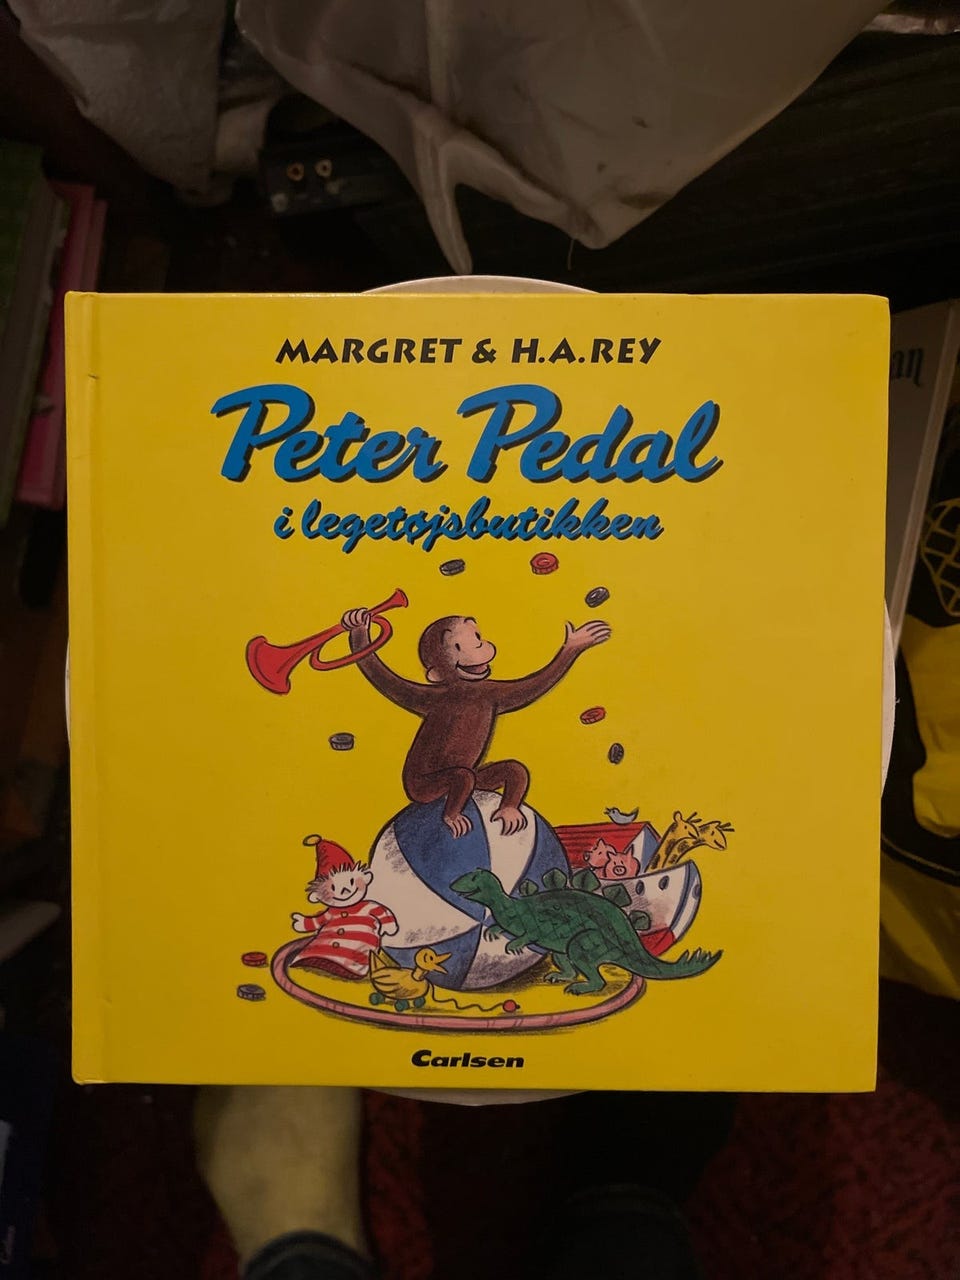 MARGRET & H.A.REY
Peter Pedal
i legetøjsbutikken
Carlsen